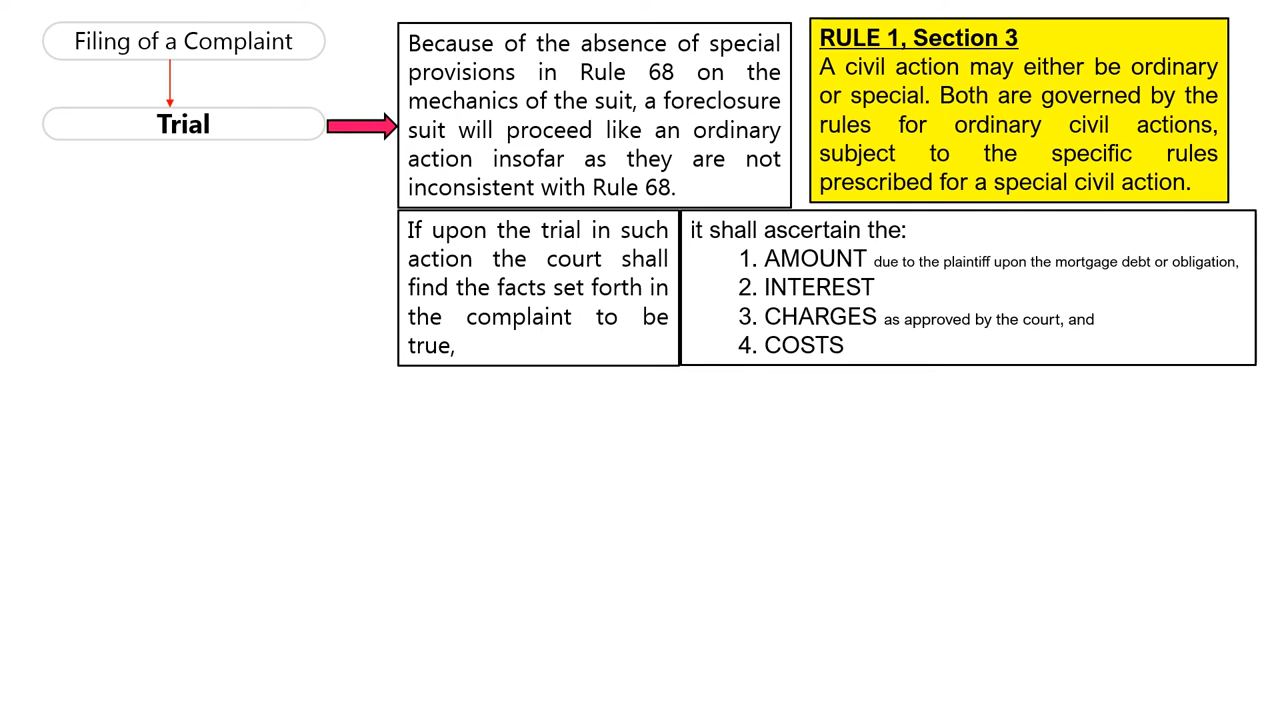 Filing of a Complaint
Trial
Because of the absence of special
provisions in Rule 68 on the
mechanics of the suit, a foreclosure
suit will proceed like an ordinary
action insofar as they are not
inconsistent with Rule 68.
RULE 1, Section 3
A civil action may either be ordinary
or special. Both are governed by the
rules for ordinary civil actions,
subject to the specific rules
prescribed for a special civil action.
If upon the trial in such
action the court shall
find the facts set forth in
the complaint to be
true,
it shall ascertain the:
1. AMOUNT due to the plaintiff upon the mortgage debt or obligation,
2. INTEREST
3. CHARGES as approved by the court, and
4. COSTS